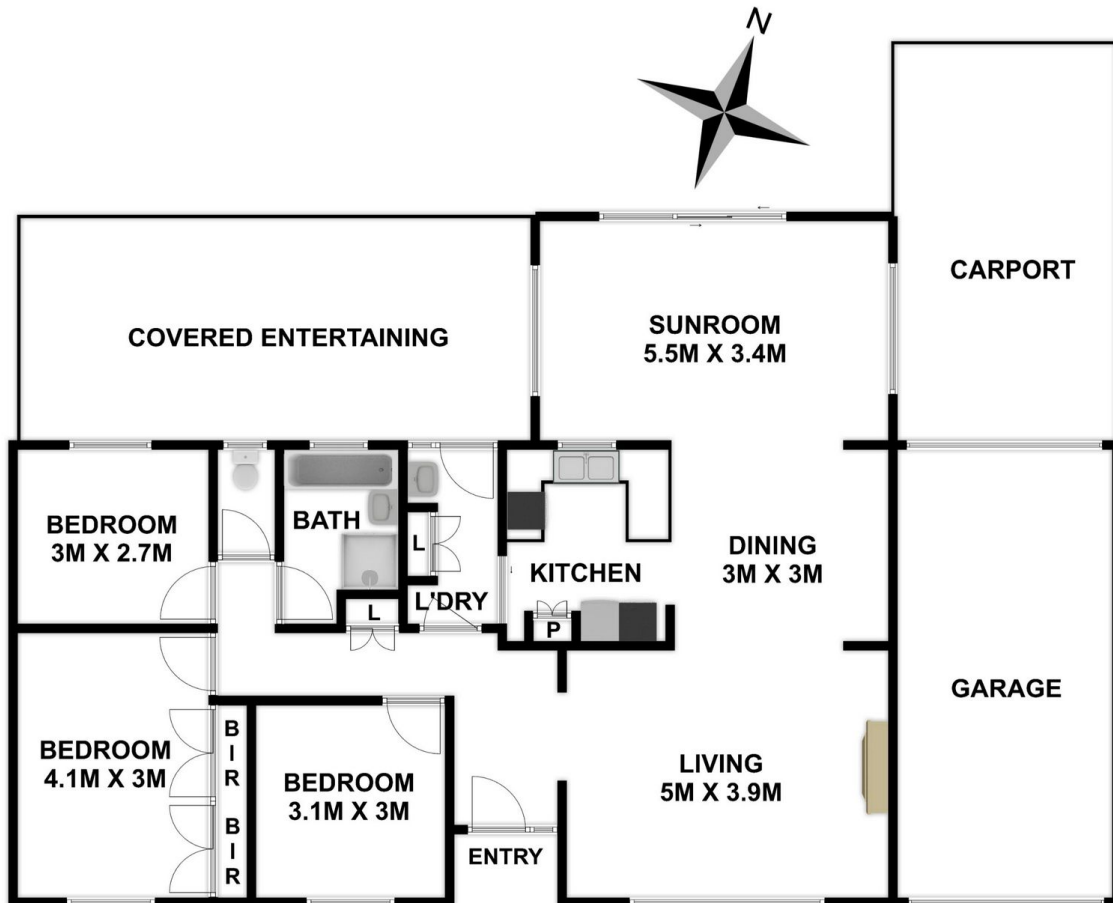 N
CARPORT
COVERED ENTERTAINING
SUNROOM
5.5M X 3.4M
BEDROOM
3M X 2.7M
BATH
L
L'DRY
L
KITCHEN
P
DINING
3M X 3M
GARAGE
BEDROOM
4.1M X 3M
B
I
R
B
I
R
BEDROOM
3.1M X 3M
ENTRY
LIVING
5M X 3.9M